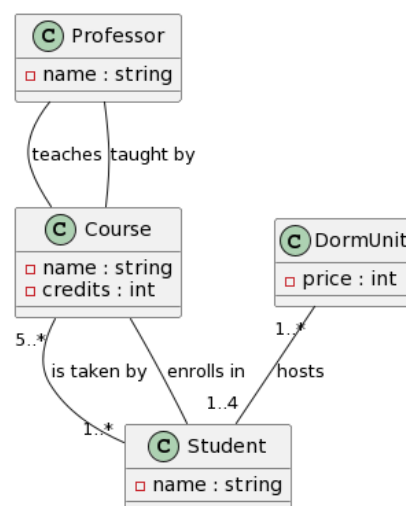 C Professor
name : string
teaches
taught by
C Course
name : string
credits : int
C DormUnit
price : int
5..*
1..*
is taken by
enrolls in
hosts
1..4
1..*
C Student
name : string